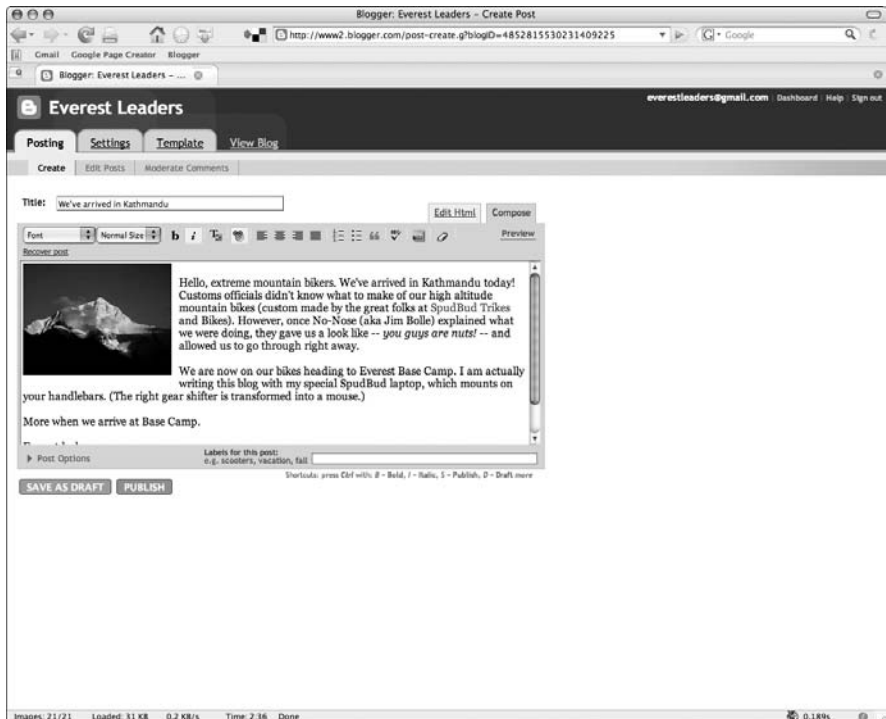 Blogger: Everest Leaders – Create Post
http://www2.blogger.com/post-create.g?blogID=4852815530231409225
G Google
Gmail Google Page Creator Blogger
Blogger: Everest Leaders – ...
Everest Leaders
everestleaders@gmail.com | Dashboard | Help | Sign out
Posting Settings Template View Blog
Create Edit Posts Moderate Comments
Title: We've arrived in Kathmandu
Edit Html Compose
Font Normal Size b i Preview
Recover post
Hello, extreme mountain bikers. We've arrived in Kathmandu today!
Customs officials didn't know what to make of our high altitude
mountain bikes (custom made by the great folks at SpudBud Trikes
and Bikes). However, once No-Nose (aka Jim Bolle) explained what
we were doing, they gave us a look like -- you guys are nuts! -- and
allowed us to go through right away.
We are now on our bikes heading to Everest Base Camp. I am actually
writing this blog with my special SpudBud laptop, which mounts on
your handlebars. (The right gear shifter is transformed into a mouse.)
More when we arrive at Base Camp.
Post Options
Labels for this post:
e.g. scooters, vacation, fall
Shortcuts: press Ctrl with: B – Bold, I – Italic, S – Publish, D – Draft more
SAVE AS DRAFT PUBLISH
Images: 21/21 Loaded: 31 KB 0.2 KB/s Time: 2:36 Done 0.189s